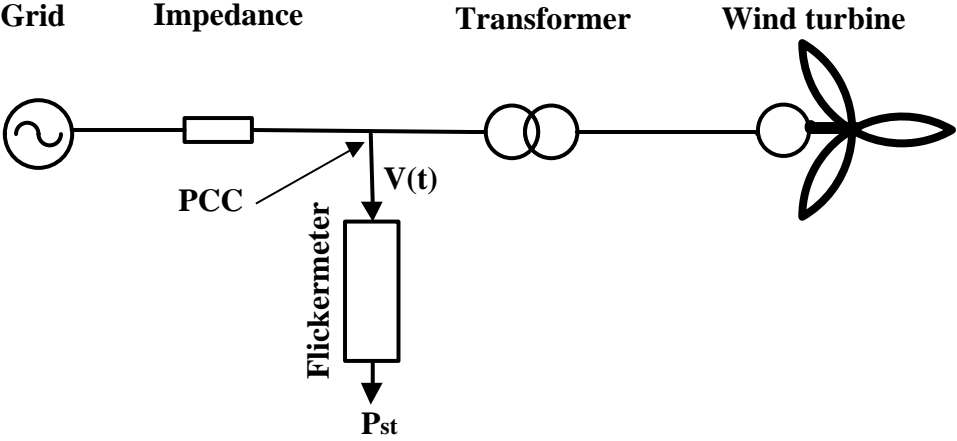 Grid
Impedance
Transformer
Wind turbine
PCC
V(t)
Flickermeter
Pst